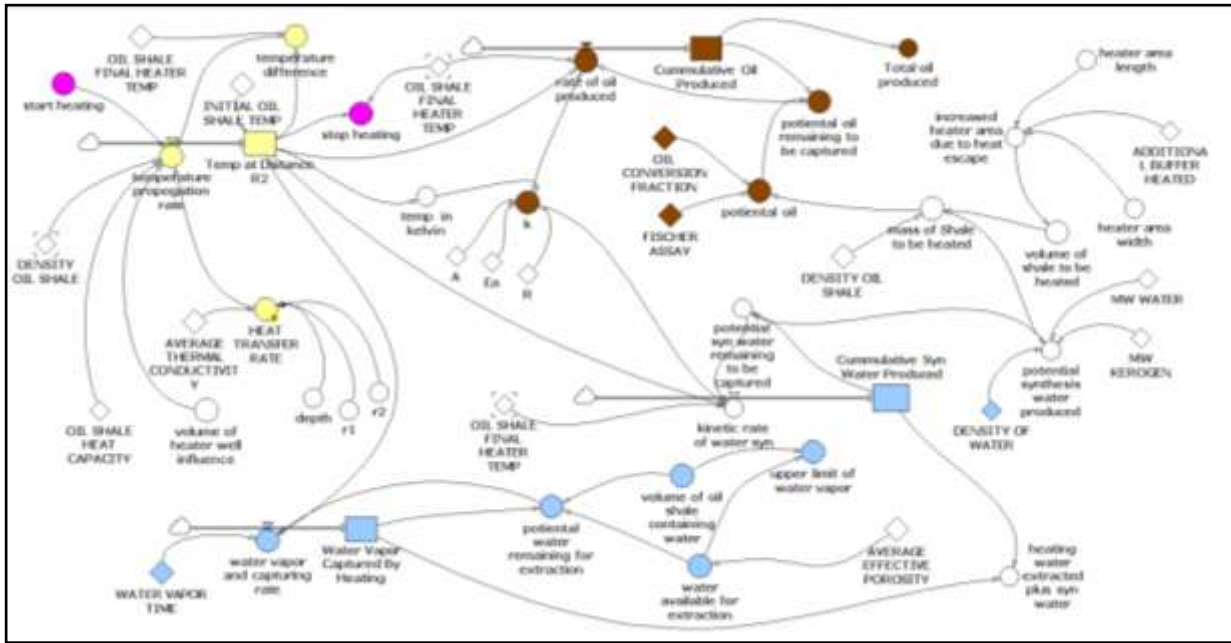 OIL SHALE
FINAL HEATER
TEMP
temperature
difference
start heating
INITIAL OIL
SHALE TEMP
stop heating
OIL SHALE
FINAL
HEATER
TEMP
rate of oil
produced
Cummulative Oil
Produced
Total oil
produced
potiental oil
remaining to
be captured
heater area
length
increased
heater area
due to heat
escape
ADDITIONA
L BUFFER
HEATED
heater area
width
Temp at Distance
R2
temperature
propogation
rate
DENSITY
OIL SHALE
temp in
kelvin
k
A
Ea
R
OIL
CONVERSION
FRACTION
FISCHER
ASSAY
potiental oil
mass of Shale
to be heated
DENSITY OIL
SHALE
volume of
shale to be
heated
MW WATER
MW
KEROGEN
potential
synthesis
water
produced
DENSITY OF
WATER
AVERAGE
THERMAL
CONDUCTIVIT
Y
HEAT
TRANSFER
RATE
depth
r1
r2
OIL SHALE
HEAT
CAPACITY
volume of
heater well
influence
potential
syn water
remaining
to be
captured
Cummulative Syn
Water Produced
OIL SHALE
FINAL
HEATER
TEMP
kinetic rate
of water syn
volume of oil
shale
containing
water
upper limit of
water vapor
WATER VAPOR
TIME
water vapor
and capturing
rate
Water Vapor
Captured By
Heating
potiental
water
remaining for
extraction
water
available for
extraction
AVERAGE
EFFECTIVE
POROSITY
heating
water
extracted
plus syn
water